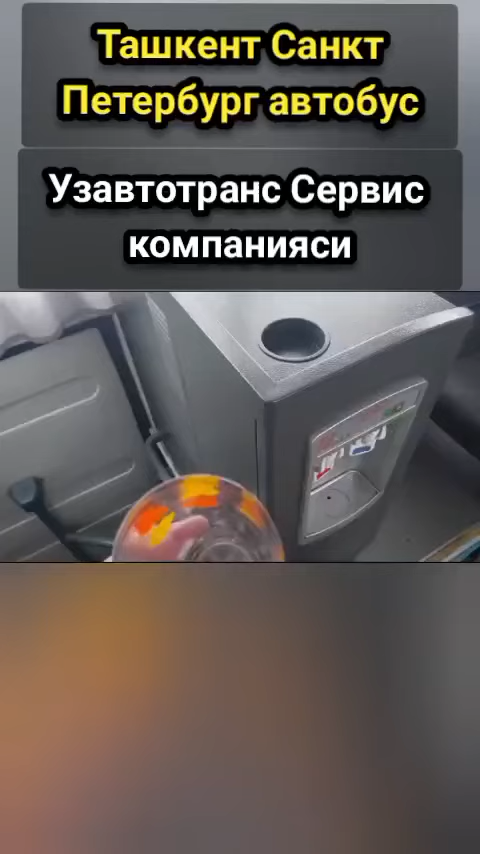 Ташкент Санкт
Петербург автобус
Узавтотранс Сервис
компанияси